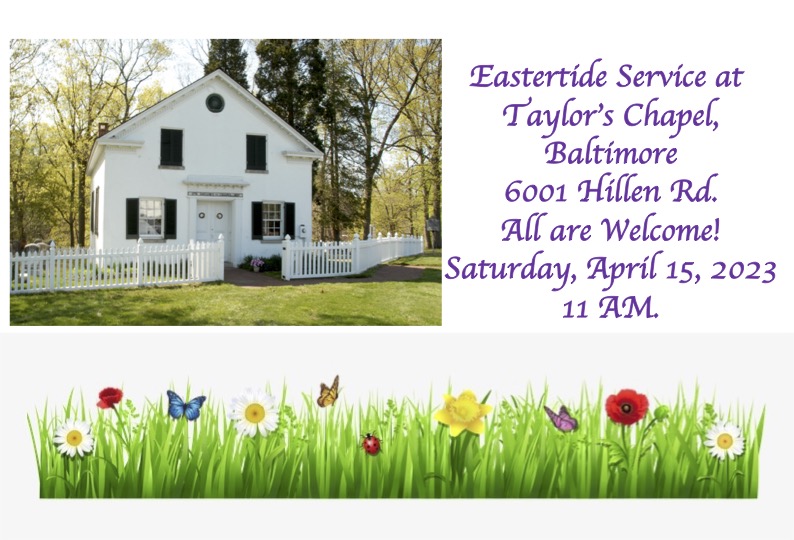 Eastertide Service at
Taylor's Chapel,
Baltimore
6001 Hillen Rd.
All are Welcome!
Saturday, April 15, 2023
11 AM.